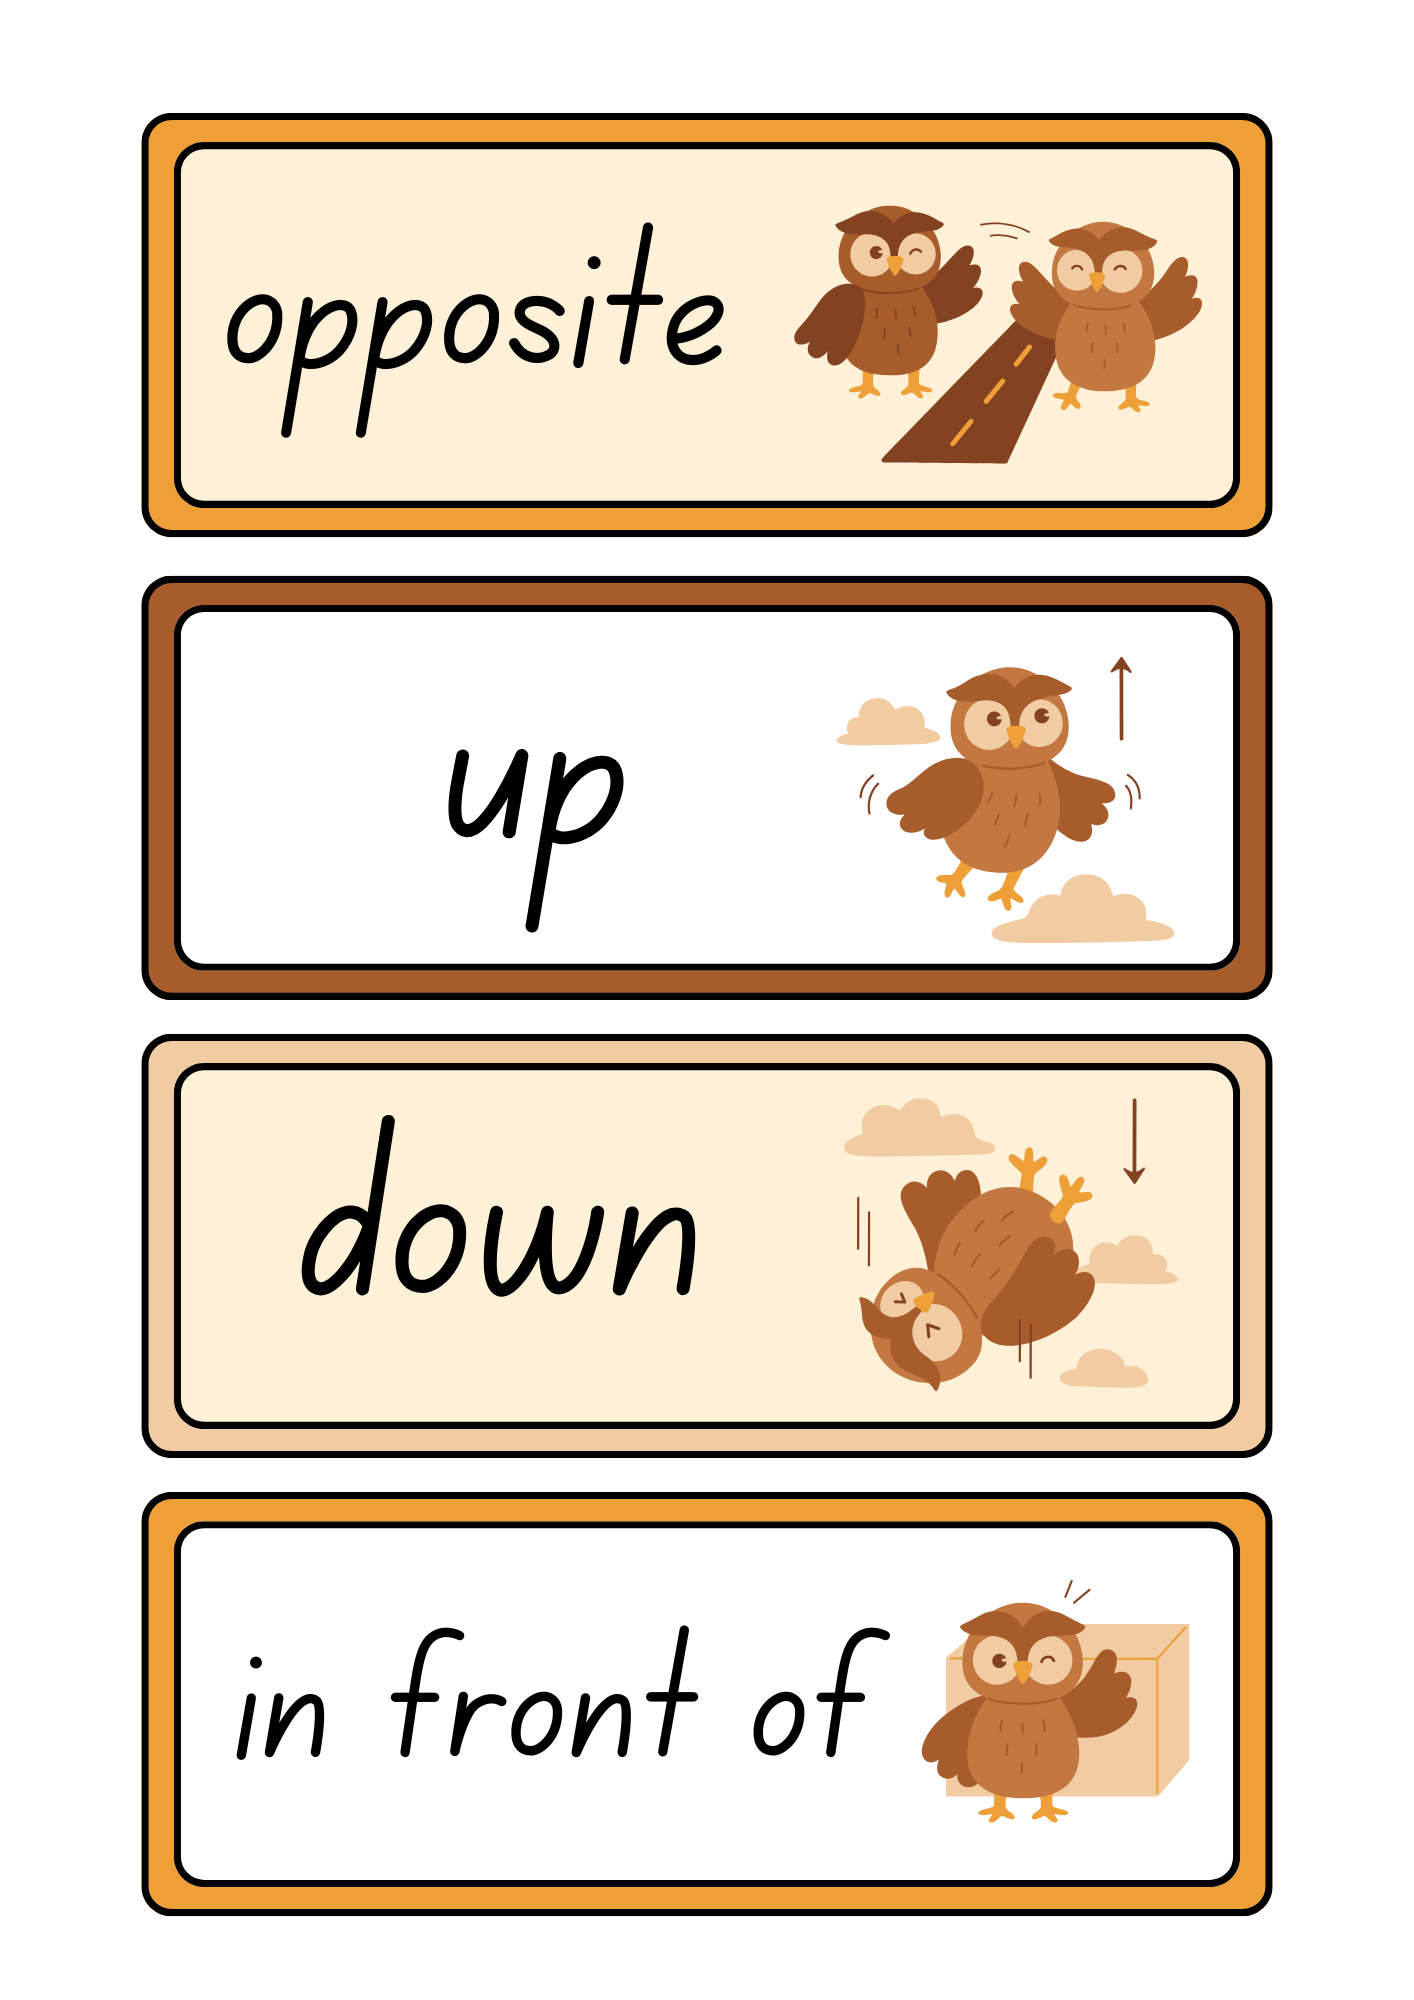 opposite
up
down
in front of